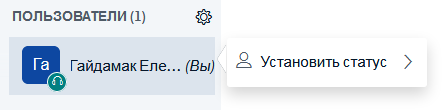 ПОЛЬЗОВАТЕЛИ (1)
Га
Гайдамак Еле... (Вы)
Установить статус